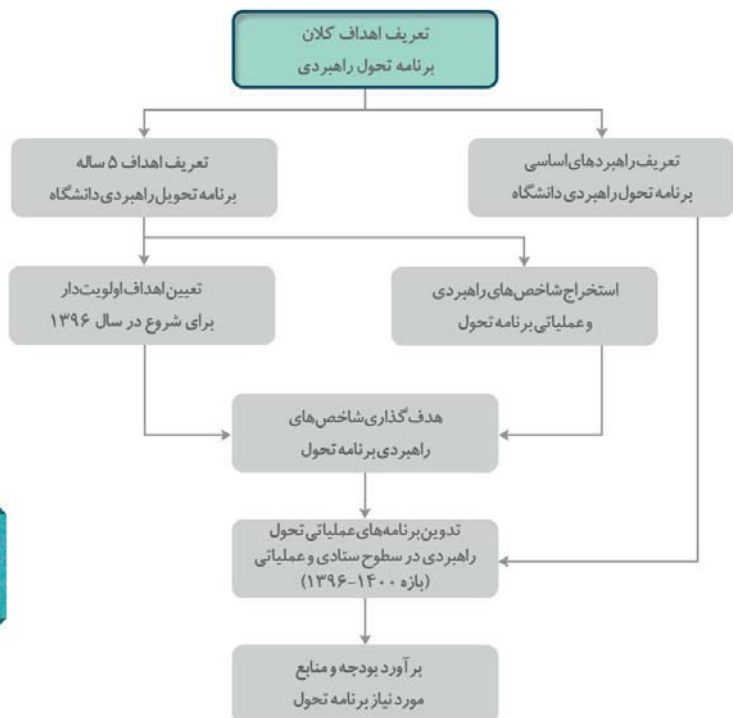 تعریف اهداف کلان
برنامه تحول راهبردی
تعریف راهبردهای اساسی
برنامه تحول راهبردی دانشگاه
تعریف اهداف ۵ ساله
برنامه تحویل راهبردی دانشگاه
استخراج شاخص‌های راهبردی
و عملیاتی برنامه تحول
تعیین اهداف اولویت‌دار
برای شروع در سال ۱۳۹۶
هدف گذاری شاخص‌های
راهبردی برنامه تحول
تدوین برنامه‌های عملیاتی تحول
راهبردی در سطوح ستادی و عملیاتی
(بازه ۱۴۰۰-۱۳۹۶)
برآورد بودجه و منابع
مورد نیاز برنامه تحول